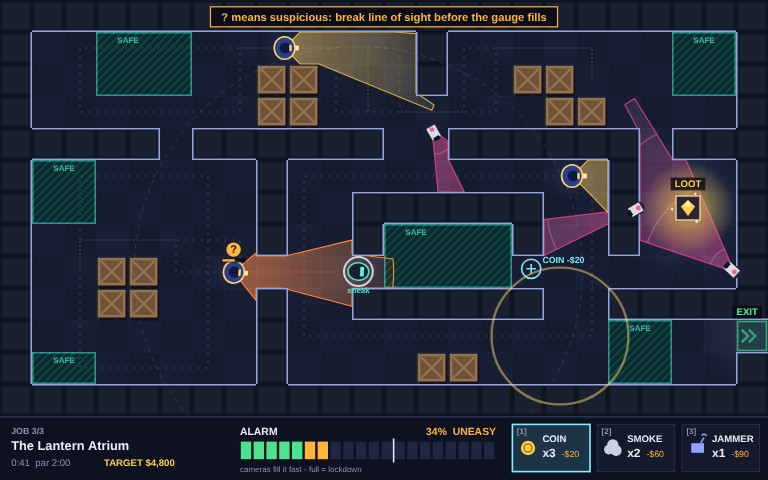 ? means suspicious: break line of sight before the gauge fills
SAFE
SAFE
SAFE
LOOT
SAFE
?
COIN -$20
sneak
EXIT
SAFE
SAFE
JOB 3/3
The Lantern Atrium
0:41 par 2:00
TARGET $4,800
ALARM
34% UNEASY
cameras fill it fast - full = lockdown
[1]
COIN
x3 -$20
[2]
SMOKE
x2 -$60
[3]
JAMMER
x1 -$90